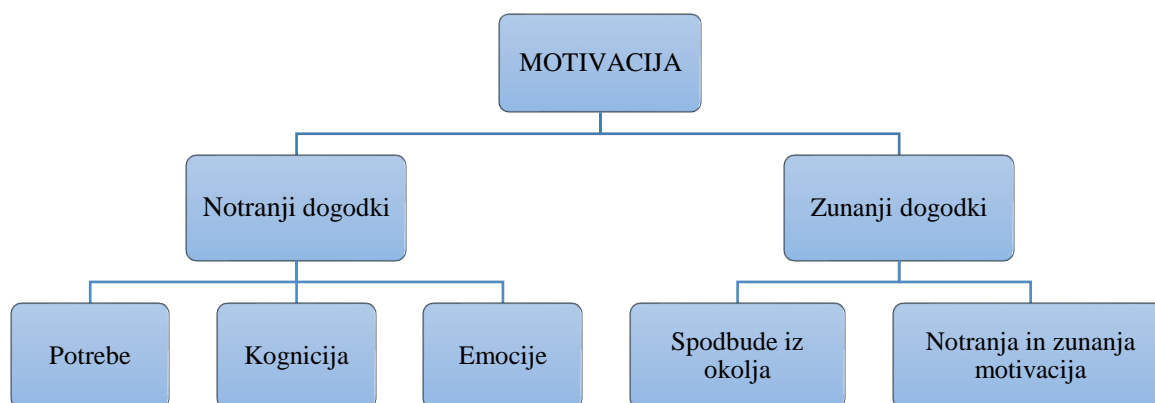 MOTIVACIJA
Notranji dogodki
Zunanji dogodki
Potrebe
Kognicija
Emocije
Spodbude iz
okolja
Notranja in zunanja
motivacija